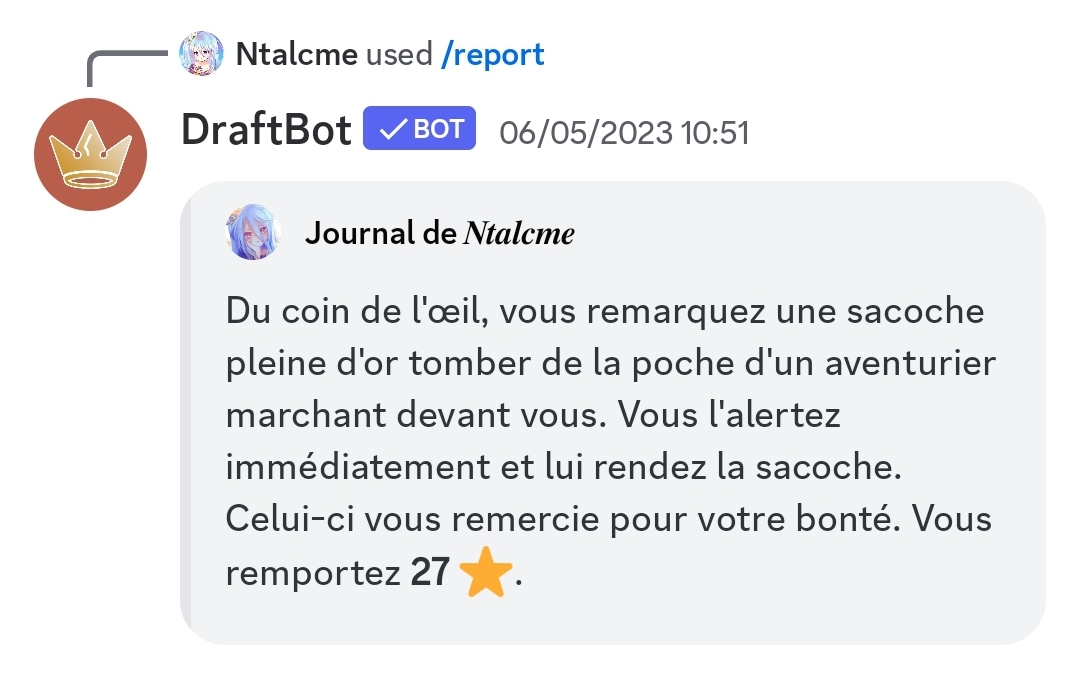 Ntalcme used /report
DraftBot ✓ BOT 06/05/2023 10:51
Journal de Ntalcme
Du coin de l'œil, vous remarquez une sacoche
pleine d'or tomber de la poche d'un aventurier
marchant devant vous. Vous l'alertez
immédiatement et lui rendez la sacoche.
Celui-ci vous remercie pour votre bonté. Vous
remportez 27 ⭐.